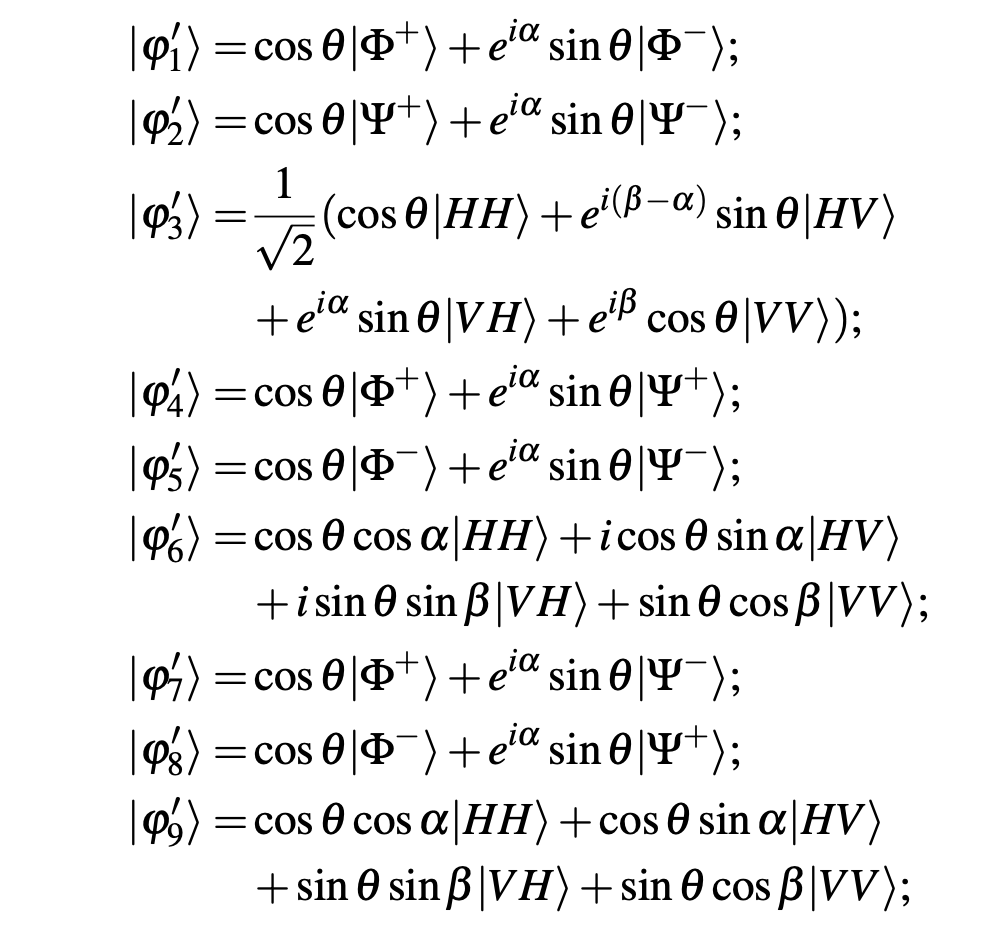 |φ′₁⟩ = cos θ|Φ⁺⟩ + e^{iα} sin θ|Φ⁻⟩;
|φ′₂⟩ = cos θ|Ψ⁺⟩ + e^{iα} sin θ|Ψ⁻⟩;
|φ′₃⟩ = \frac{1}{√2}(cos θ|HH⟩ + e^{i(β−α)} sin θ|HV⟩
+ e^{iα} sin θ|VH⟩ + e^{iβ} cos θ|VV⟩);
|φ′₄⟩ = cos θ|Φ⁺⟩ + e^{iα} sin θ|Ψ⁺⟩;
|φ′₅⟩ = cos θ|Φ⁻⟩ + e^{iα} sin θ|Ψ⁻⟩;
|φ′₆⟩ = cos θ cos α|HH⟩ + i cos θ sin α|HV⟩
+ i sin θ sin β|VH⟩ + sin θ cos β|VV⟩;
|φ′₇⟩ = cos θ|Φ⁺⟩ + e^{iα} sin θ|Ψ⁻⟩;
|φ′₈⟩ = cos θ|Φ⁻⟩ + e^{iα} sin θ|Ψ⁺⟩;
|φ′₉⟩ = cos θ cos α|HH⟩ + cos θ sin α|HV⟩
+ sin θ sin β|VH⟩ + sin θ cos β|VV⟩;